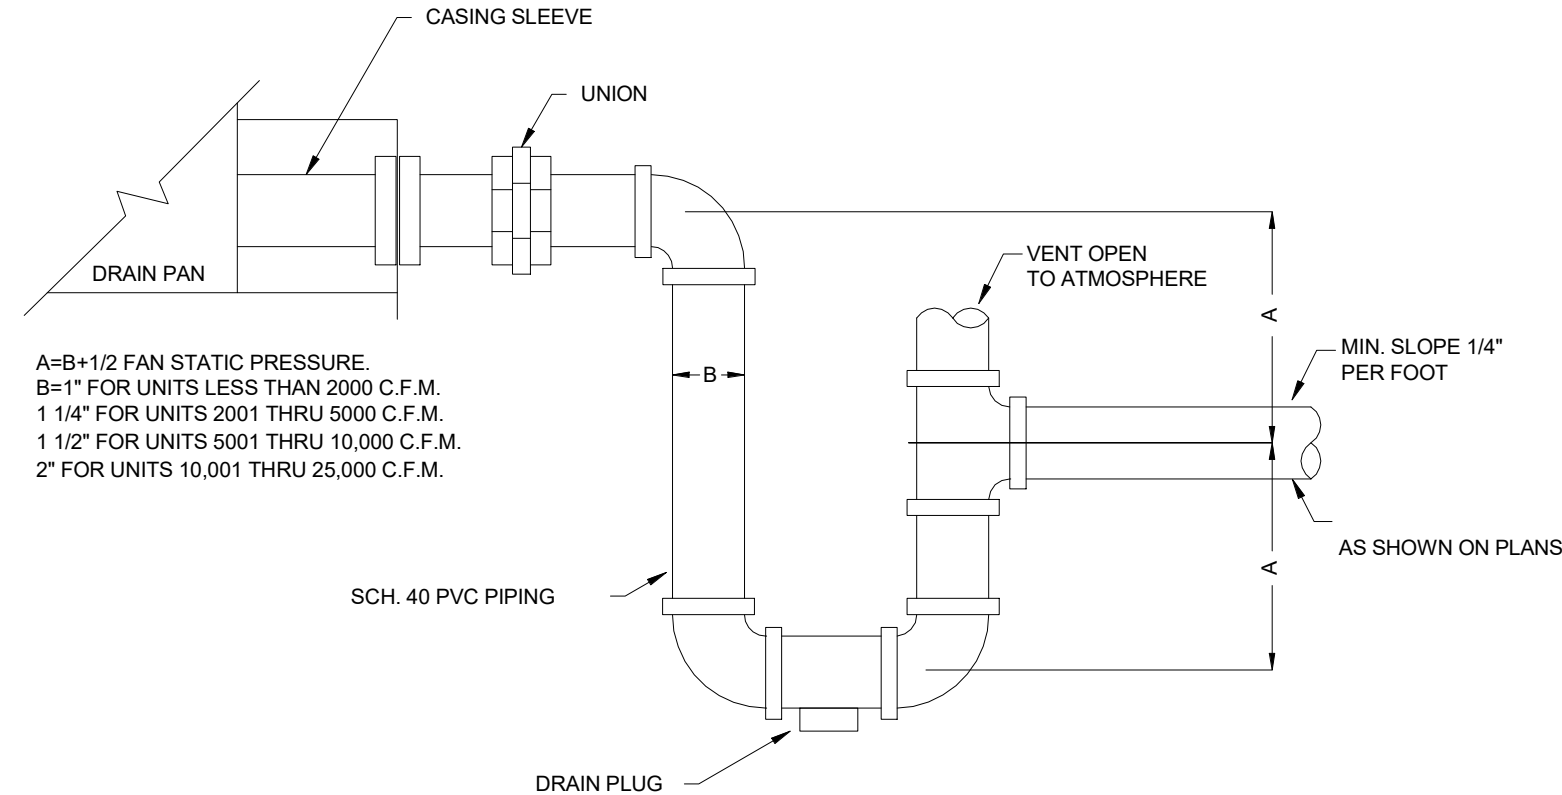 CASING SLEEVE
UNION
DRAIN PAN
VENT OPEN
TO ATMOSPHERE
A
MIN. SLOPE 1/4"
PER FOOT
A=B+1/2 FAN STATIC PRESSURE.
B=1" FOR UNITS LESS THAN 2000 C.F.M.
1 1/4" FOR UNITS 2001 THRU 5000 C.F.M.
1 1/2" FOR UNITS 5001 THRU 10,000 C.F.M.
2" FOR UNITS 10,001 THRU 25,000 C.F.M.
B
AS SHOWN ON PLANS
A
SCH. 40 PVC PIPING
DRAIN PLUG